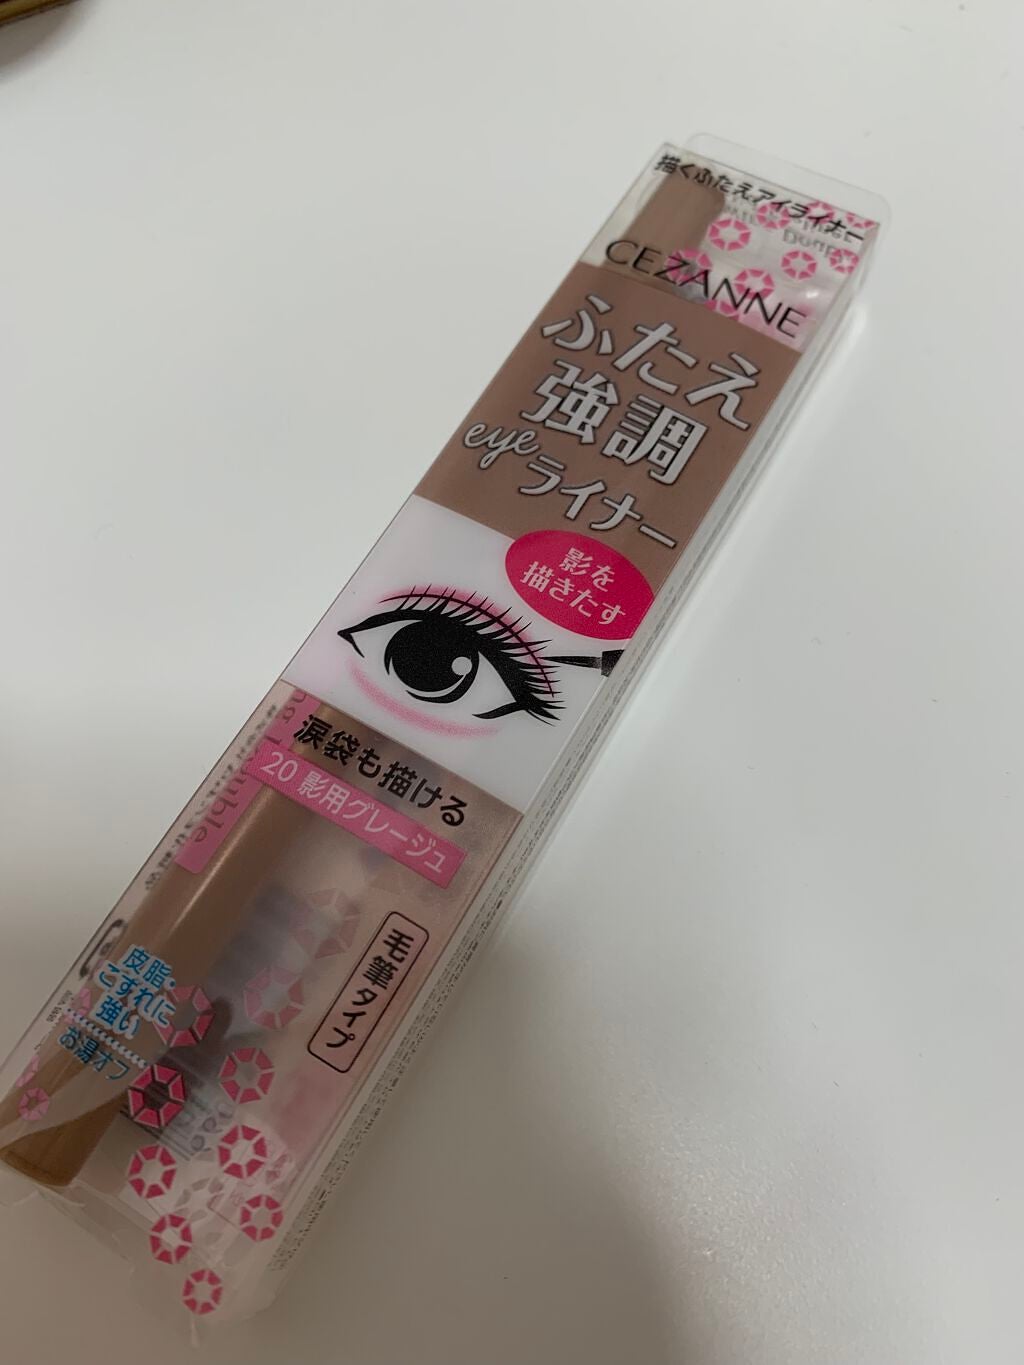 描くふたえアイライナー
CEZANNE
ふたえ
強調
eyeライナー
影を
描きたす
涙袋も描ける
20 影用グレージュ
毛筆タイプ
皮脂・
こすれに
強い
お湯オフ